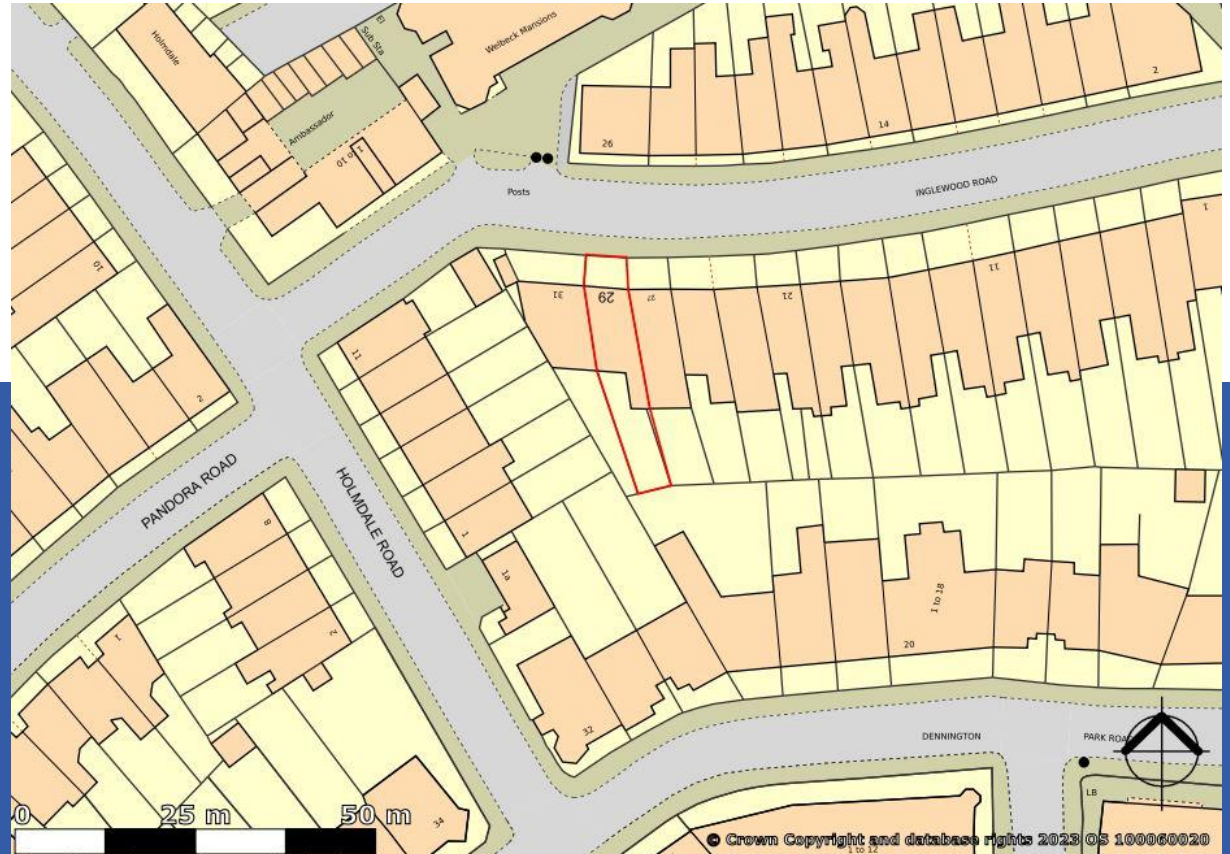 Holmdale
El
Sub Sta
Welbeck Mansions
Ambassador
1 to 10
Posts
26
14
2
INGLEWOOD ROAD
10
2
31
29
27
21
11
1
11
PANDORA ROAD
HOLMDALE ROAD
8
1
1a
2
1
1 to 18
20
32
DENNINGTON
PARK ROAD
LB
34
1 to 12
0 25 m 50 m
© Crown Copyright and database rights 2023 OS 100060020